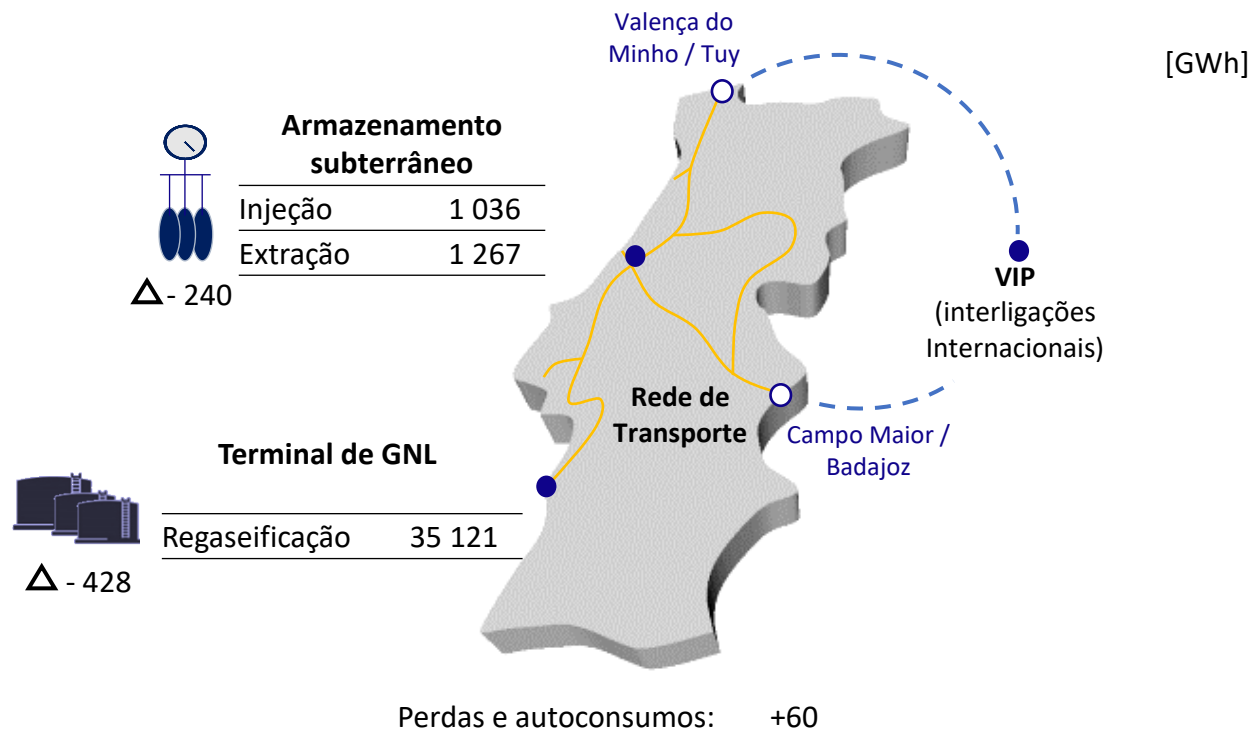 Valença do
Minho / Tuy
[GWh]
Armazenamento
subterrâneo
Injeção 1 036
Extração 1 267
Δ - 240
VIP
(interligações
Internacionais)
Rede de
Transporte
Campo Maior /
Badajoz
Terminal de GNL
Regaseificação 35 121
Δ - 428
Perdas e autoconsumos: +60